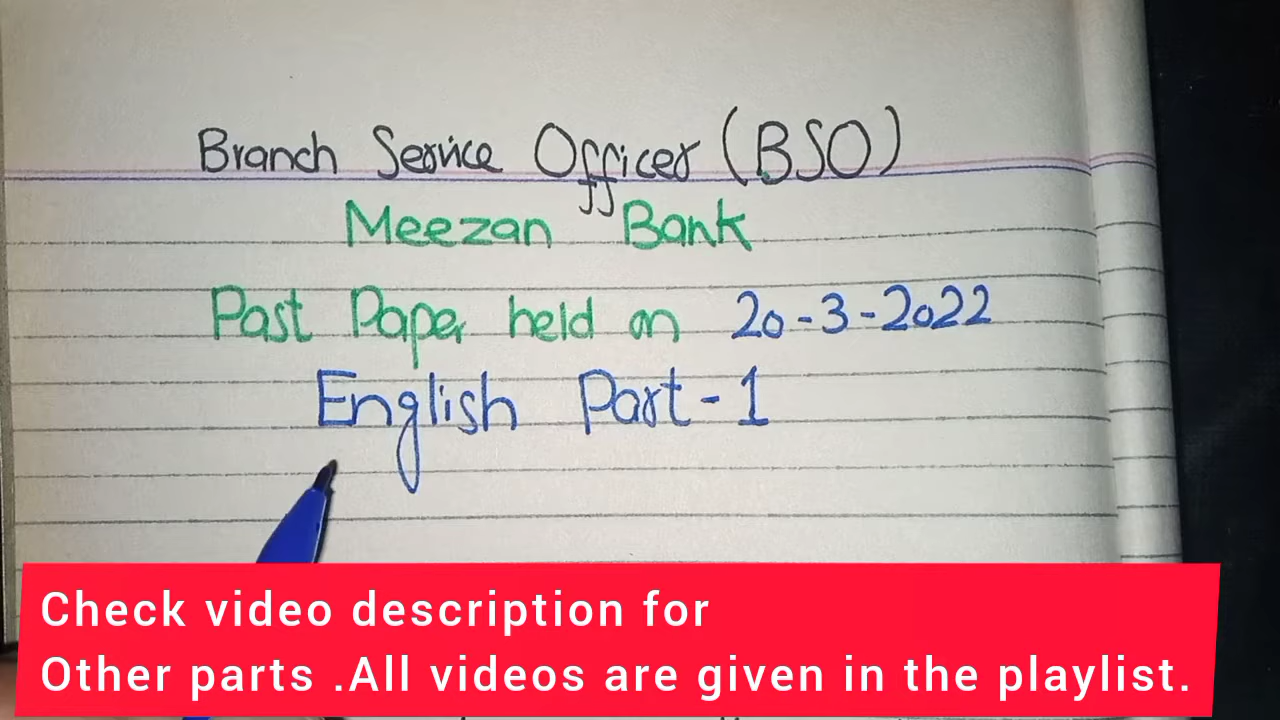 Branch Service Officer (BSO)
Meezan Bank
Past Paper held on 20-3-2022
English Part-1
Check video description for
Other parts .All videos are given in the playlist.